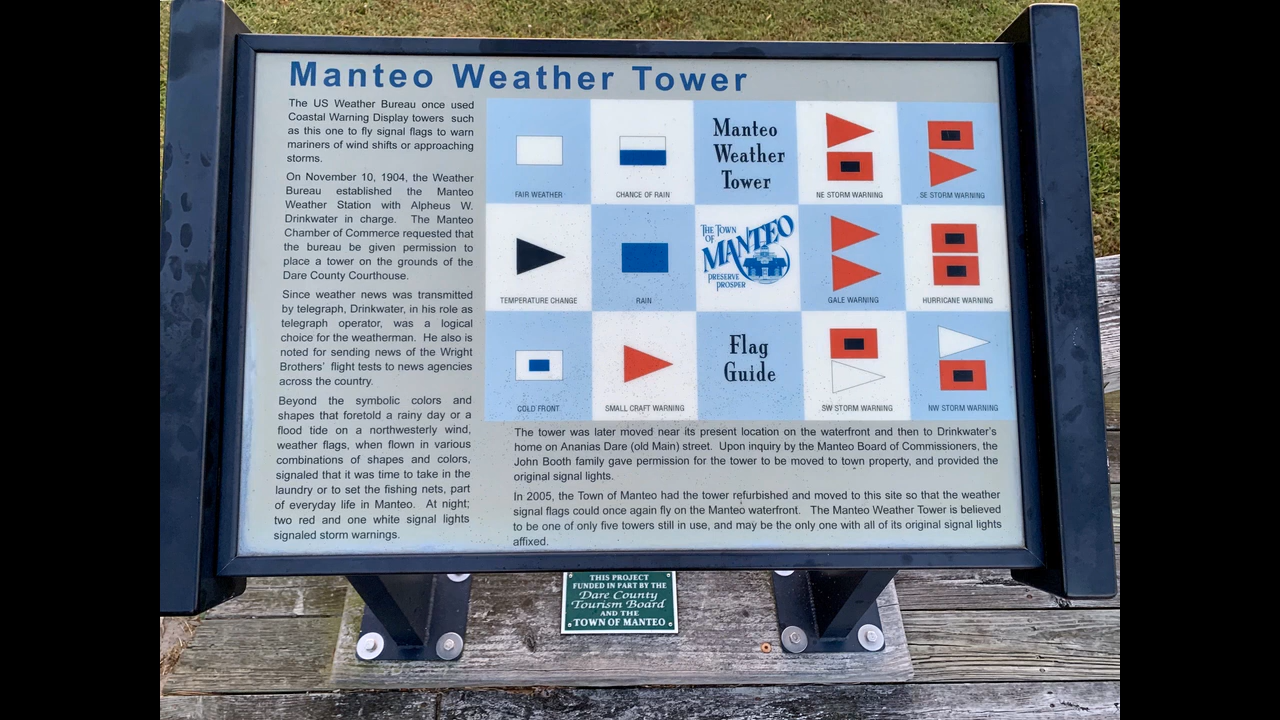 Manteo Weather Tower
The US Weather Bureau once used
Coastal Warning Display towers such
as this one to fly signal flags to warn
mariners of wind shifts or approaching
storms.
On November 10, 1904, the Weather
Bureau established the Manteo
Weather Station with Alpheus W.
Drinkwater in charge. The Manteo
Chamber of Commerce requested that
the bureau be given permission to
place a tower on the grounds of the
Dare County Courthouse.
Since weather news was transmitted
by telegraph, Drinkwater, in his role as
telegraph operator, was a logical
choice for the weatherman. He also is
noted for sending news of the Wright
Brothers' flight tests to news agencies
across the country.
Beyond the symbolic colors and
shapes that foretold a rainy day or a
flood tide on a northwesterly wind,
weather flags, when flown in various
combinations of shapes and colors,
signaled that it was time to take in the
laundry or to set the fishing nets, part
of everyday life in Manteo. At night;
two red and one white signal lights
signaled storm warnings.
FAIR WEATHER
CHANCE OF RAIN
Manteo
Weather
Tower
NE STORM WARNING
SE STORM WARNING
TEMPERATURE CHANGE
RAIN
THE TOWN
OF
MANTEO
PRESERVE
PROSPER
GALE WARNING
HURRICANE WARNING
COLD FRONT
SMALL CRAFT WARNING
Flag
Guide
SW STORM WARNING
NW STORM WARNING
The tower was later moved near its present location on the waterfront and then to Drinkwater's
home on Ananias Dare (old Main) street. Upon inquiry by the Manteo Board of Commissioners, the
John Booth family gave permission for the tower to be moved to town property, and provided the
original signal lights.
In 2005, the Town of Manteo had the tower refurbished and moved to this site so that the weather
signal flags could once again fly on the Manteo waterfront. The Manteo Weather Tower is believed
to be one of only five towers still in use, and may be the only one with all of its original signal lights
affixed.
THIS PROJECT
FUNDED IN PART BY THE
Dare County
Tourism Board
AND THE
TOWN OF MANTEO